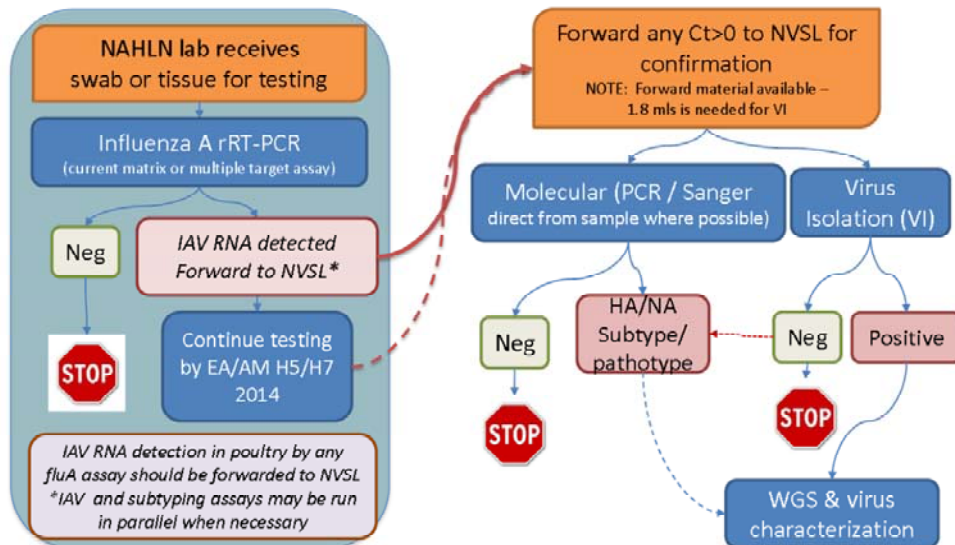 NAHLN lab receives
swab or tissue for testing
Influenza A rRT-PCR
(current matrix or multiple target assay)
Neg
IAV RNA detected
Forward to NVSL*
STOP
Continue testing
by EA/AM H5/H7
2014
IAV RNA detection in poultry by any
fluA assay should be forwarded to NVSL
*IAV and subtyping assays may be run
in parallel when necessary
Forward any Ct>0 to NVSL for
confirmation
NOTE: Forward material available –
1.8 mls is needed for VI
Molecular (PCR / Sanger
direct from sample where possible)
Virus
Isolation (VI)
Neg
HA/NA
Subtype/
pathotype
Neg
Positive
STOP
STOP
WGS & virus
characterization